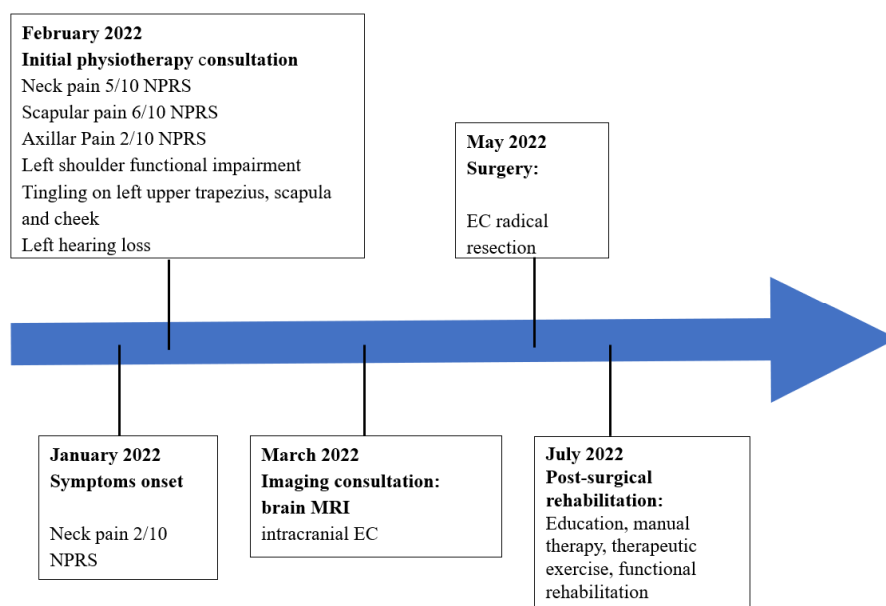 February 2022
Initial physiotherapy consultation
Neck pain 5/10 NPRS
Scapular pain 6/10 NPRS
Axillar Pain 2/10 NPRS
Left shoulder functional impairment
Tingling on left upper trapezius, scapula
and cheek
Left hearing loss
May 2022
Surgery:
EC radical
resection
January 2022
Symptoms onset
Neck pain 2/10
NPRS
March 2022
Imaging consultation:
brain MRI
intracranial EC
July 2022
Post-surgical
rehabilitation:
Education, manual
therapy, therapeutic
exercise, functional
rehabilitation